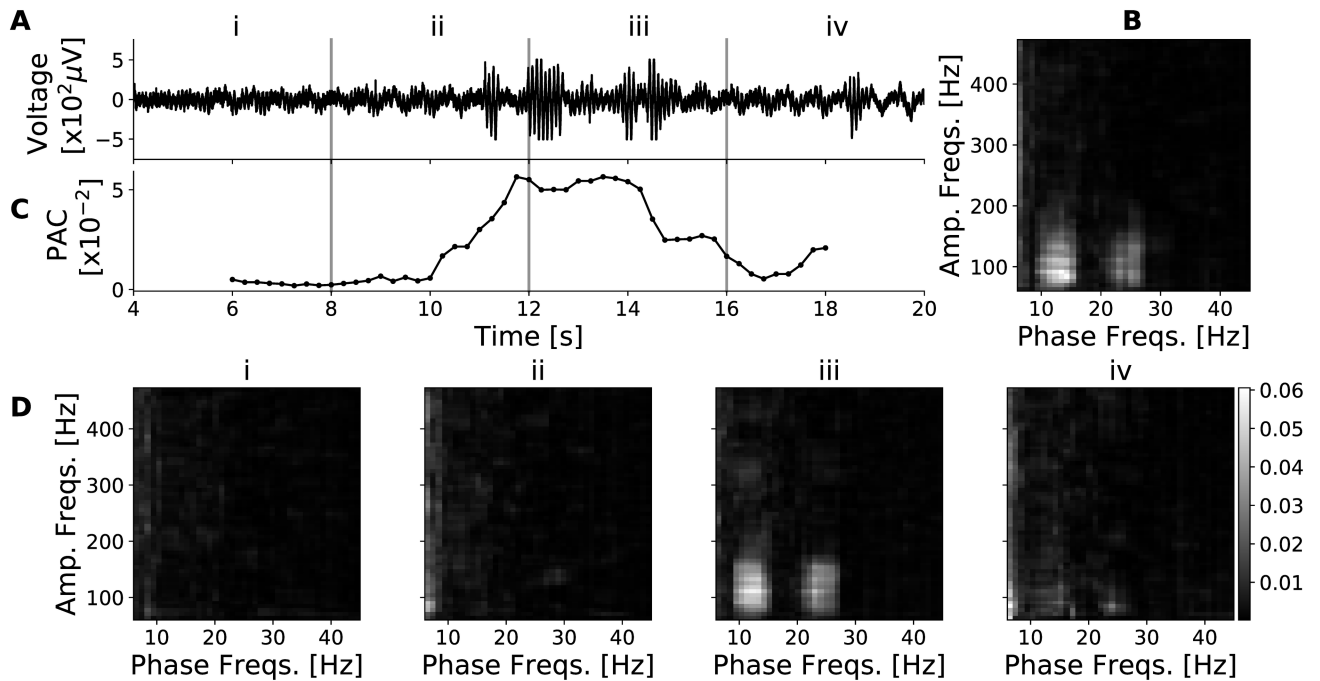 A
i ii iii iv
B
Voltage
[x10²μV]
5
0
−5
C
PAC
[x10⁻²]
5
0
4 6 8 10 12 14 16 18 20
Time [s]
Amp. Freqs. [Hz]
400
300
200
100
10 20 30 40
Phase Freqs. [Hz]
D
i ii iii iv
Amp. Freqs. [Hz]
400
300
200
100
10 20 30 40
10 20 30 40
10 20 30 40
10 20 30 40
Phase Freqs. [Hz]
Phase Freqs. [Hz]
Phase Freqs. [Hz]
Phase Freqs. [Hz]
0.06
0.05
0.04
0.03
0.02
0.01